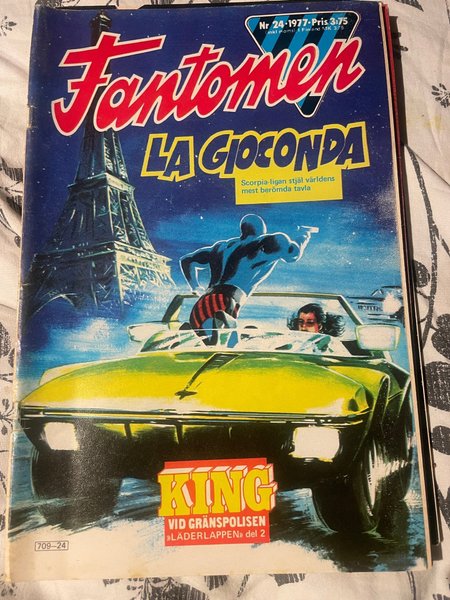 Nr 24·1977·Pris 3:75
Fantomen
LA GIOCONDA
Scorpia-ligan stjäl världens
mest berömda tavla
KING
VID GRÄNSPOLISEN
»LÄDERLAPPEN» del 2
709—24